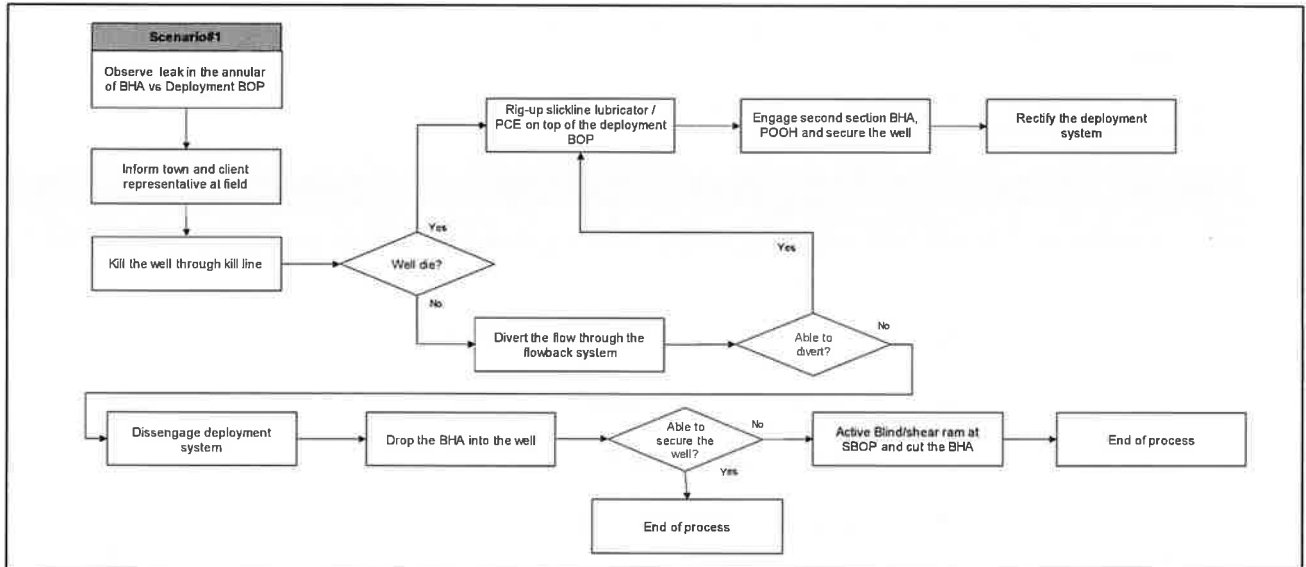 Scenario#1
Observe leak in the annular
of BHA vs Deployment BOP
Inform town and client
representative at field
Kill the well through kill line
Well die?
Yes
No
Rig-up slickline lubricator /
PCE on top of the deployment
BOP
Engage second section BHA,
POOH and secure the well
Rectify the deployment
system
Divert the flow through the
flowback system
Able to
divert?
Yes
No
Dissengage deployment
system
Drop the BHA into the well
Able to
secure the
well?
No
Yes
Active Blind/shear ram at
SBOP and cut the BHA
End of process
End of process